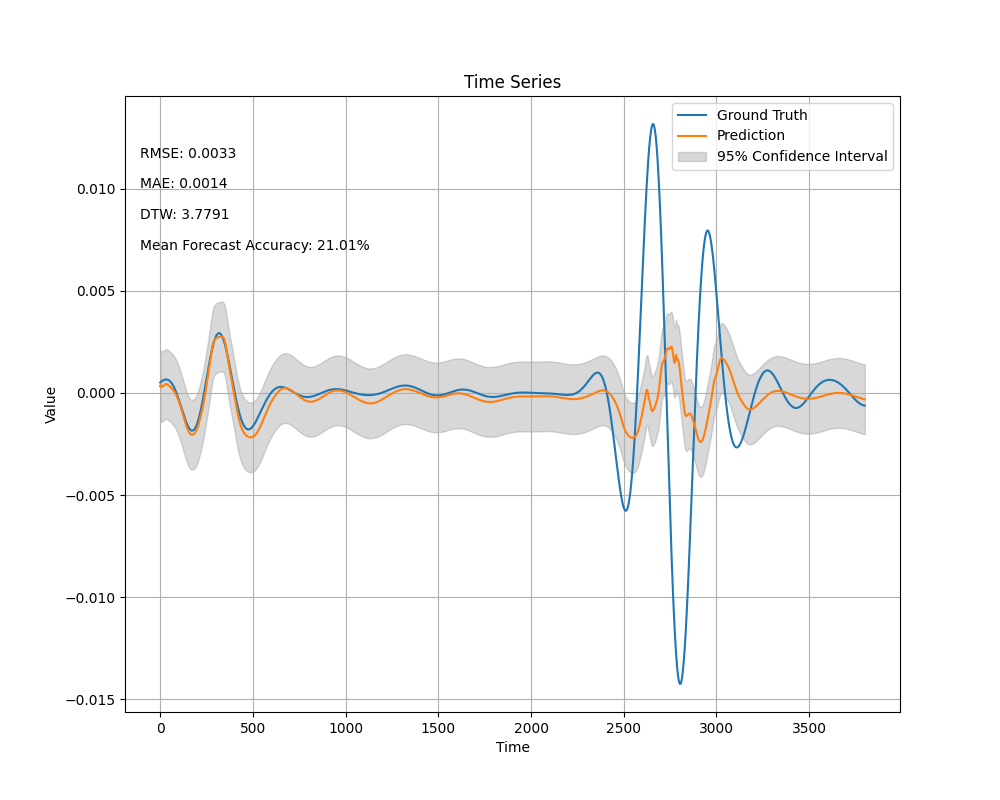 Time Series
Ground Truth
Prediction
95% Confidence Interval
RMSE: 0.0033
MAE: 0.0014
DTW: 3.7791
Mean Forecast Accuracy: 21.01%
0.010
0.005
0.000
−0.005
−0.010
−0.015
Value
0 500 1000 1500 2000 2500 3000 3500
Time